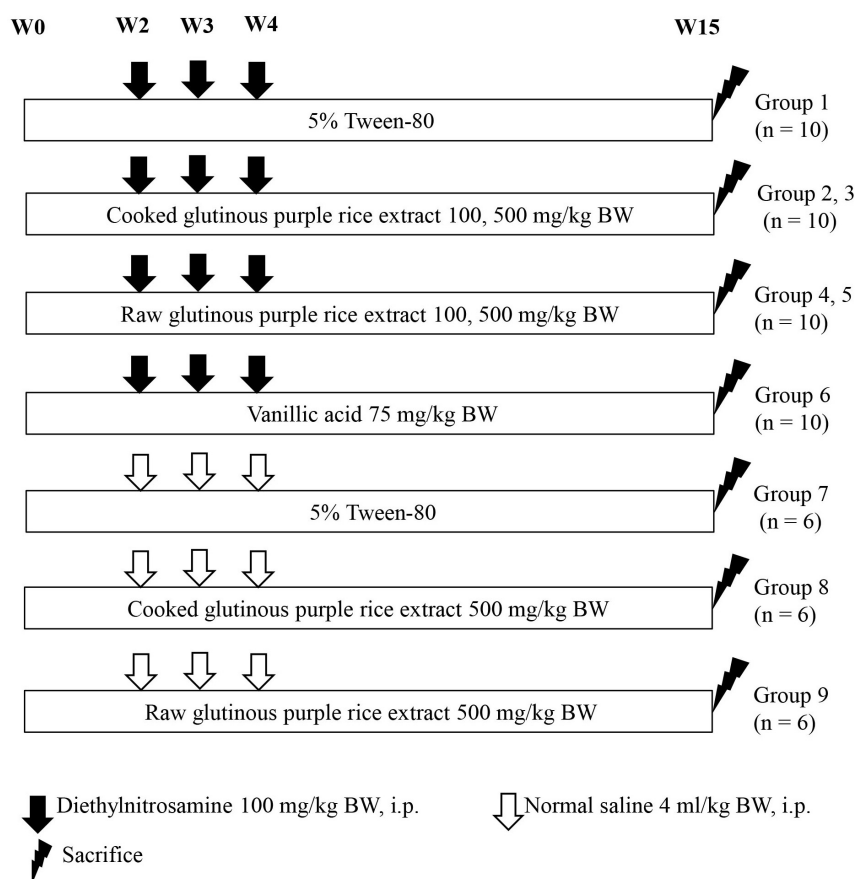 W0 W2 W3 W4 W15
5% Tween-80
Group 1
(n = 10)
Cooked glutinous purple rice extract 100, 500 mg/kg BW
Group 2, 3
(n = 10)
Raw glutinous purple rice extract 100, 500 mg/kg BW
Group 4, 5
(n = 10)
Vanillic acid 75 mg/kg BW
Group 6
(n = 10)
5% Tween-80
Group 7
(n = 6)
Cooked glutinous purple rice extract 500 mg/kg BW
Group 8
(n = 6)
Raw glutinous purple rice extract 500 mg/kg BW
Group 9
(n = 6)
Diethylnitrosamine 100 mg/kg BW, i.p.
Normal saline 4 ml/kg BW, i.p.
Sacrifice